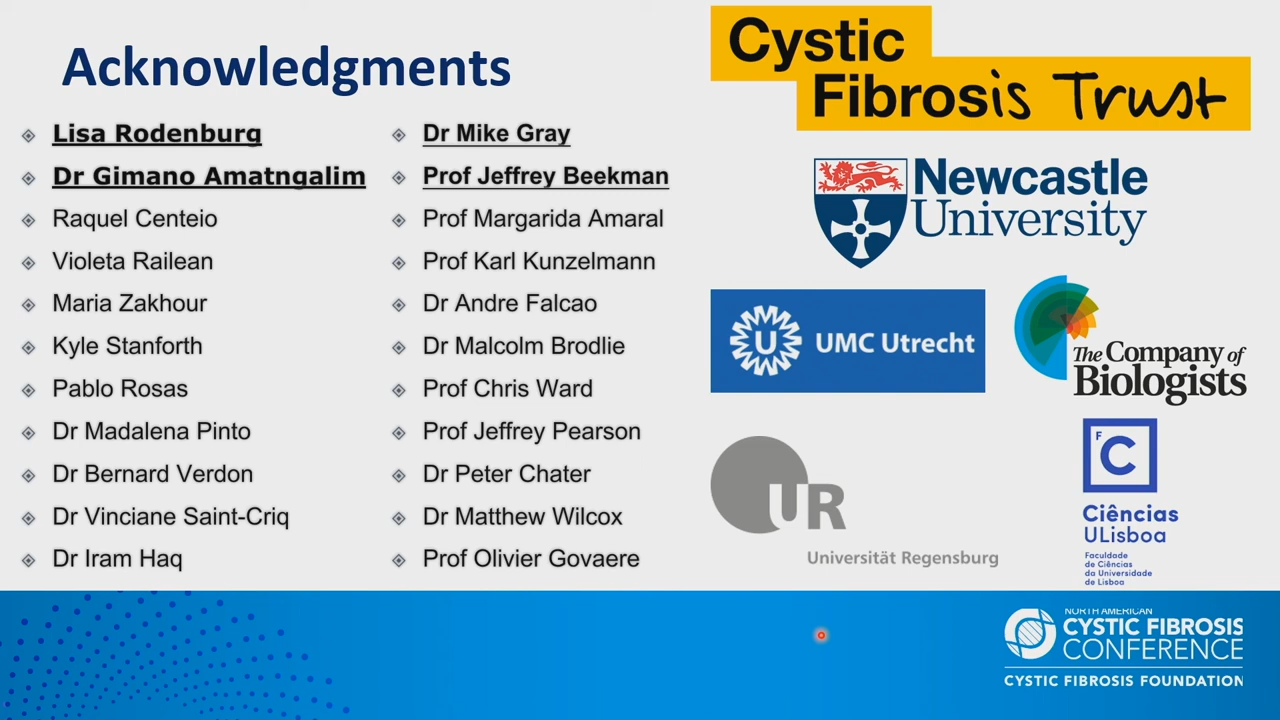 Acknowledgments
Lisa Rodenburg
Dr Gimano Amatngalim
Raquel Centeio
Violeta Railean
Maria Zakhour
Kyle Stanforth
Pablo Rosas
Dr Madalena Pinto
Dr Bernard Verdon
Dr Vinciane Saint-Criq
Dr Iram Haq
Dr Mike Gray
Prof Jeffrey Beekman
Prof Margarida Amaral
Prof Karl Kunzelmann
Dr Andre Falcao
Dr Malcolm Brodlie
Prof Chris Ward
Prof Jeffrey Pearson
Dr Peter Chater
Dr Matthew Wilcox
Prof Olivier Govaere
Cystic
Fibrosis Trust
Newcastle
University
U
UMC Utrecht
The Company of
Biologists
UR
Universität Regensburg
F
C
Ciências
ULisboa
Faculdade
de Ciências
da Universidade
de Lisboa
NORTH AMERICAN
CYSTIC FIBROSIS
CONFERENCE
CYSTIC FIBROSIS FOUNDATION